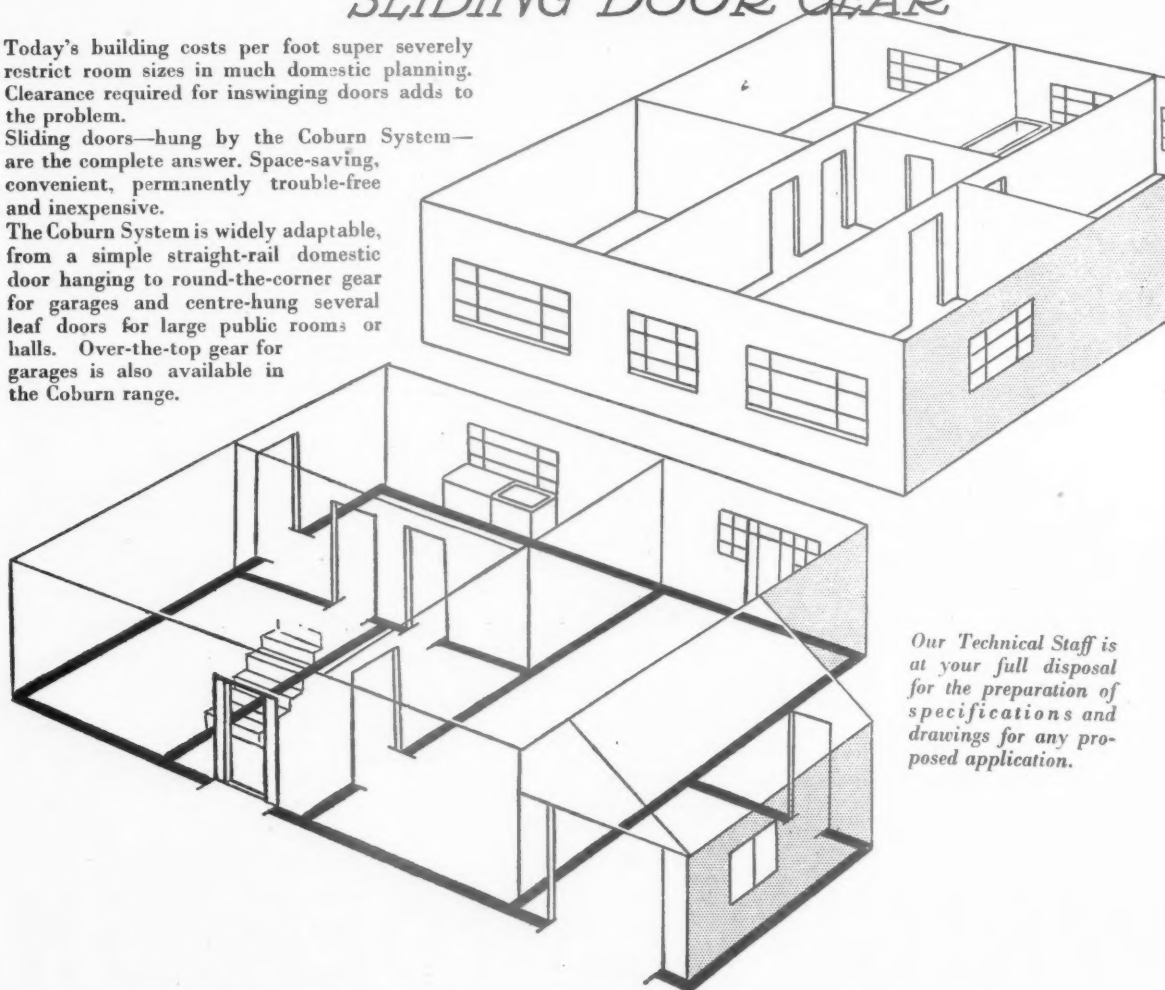 SLIDING DOOR GEAR
Today's building costs per foot super severely
restrict room sizes in much domestic planning.
Clearance required for inswinging doors adds to
the problem.
Sliding doors—hung by the Coburn System—
are the complete answer. Space-saving,
convenient, permanently trouble-free
and inexpensive.
The Coburn System is widely adaptable,
from a simple straight-rail domestic
door hanging to round-the-corner gear
for garages and centre-hung several
leaf doors for large public rooms or
halls. Over-the-top gear for
garages is also available in
the Coburn range.
Our Technical Staff is
at your full disposal
for the preparation of
specifications and
drawings for any pro-
posed application.